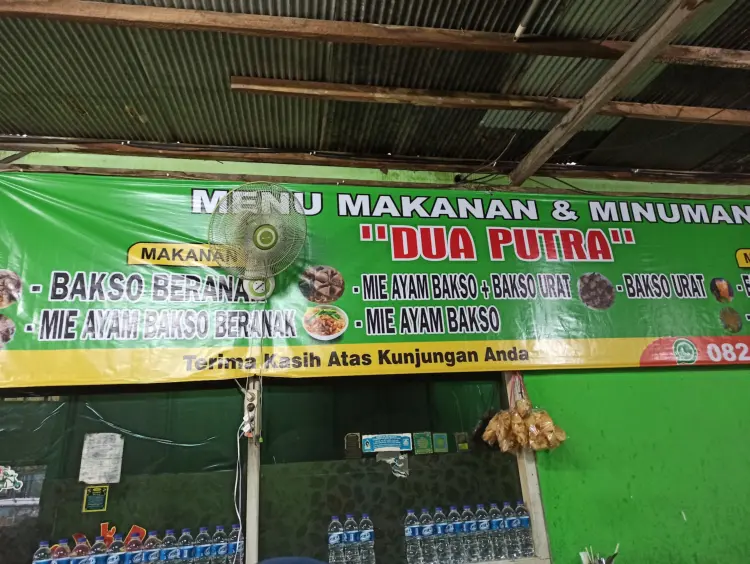 MENU MAKANAN & MINUMAN
"DUA PUTRA"
MAKANAN
- BAKSO BERANA
- MIE AYAM BAKSO BERANAK
- MIE AYAM BAKSO + BAKSO URAT
- MIE AYAM BAKSO
- BAKSO URAT
Terima Kasih Atas Kunjungan Anda
082